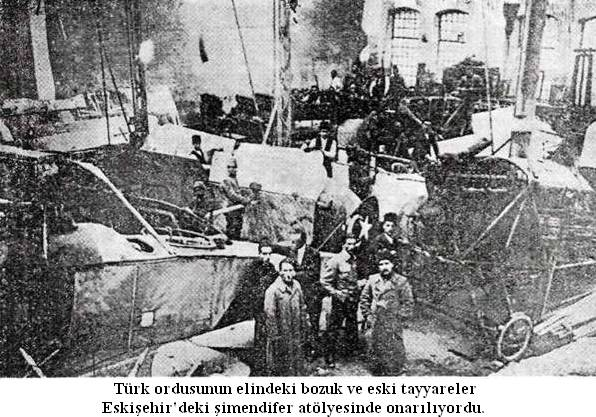 Türk ordusunun elindeki bozuk ve eski tayyareler
Eskişehir'deki şimendifer atölyesinde onarılıyordu.